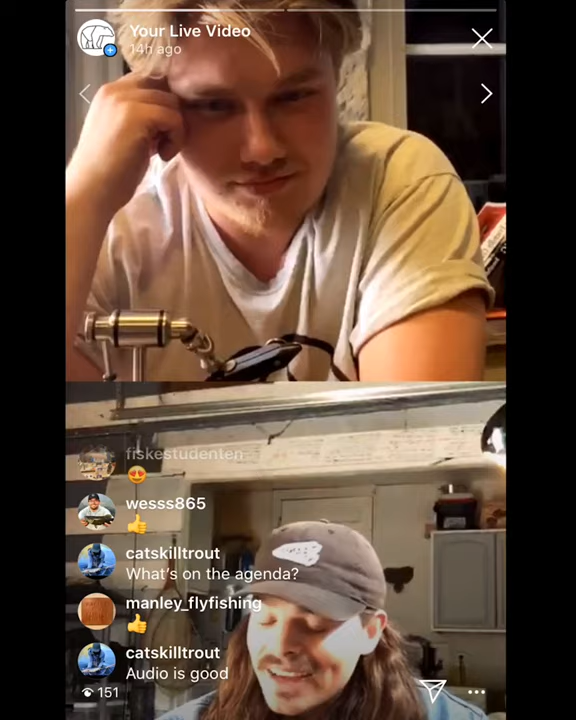 Your Live Video
14h ago
fiskestudenten
wesss865
catskilltrout
What's on the agenda?
manley_flyfishing
catskilltrout
Audio is good
151